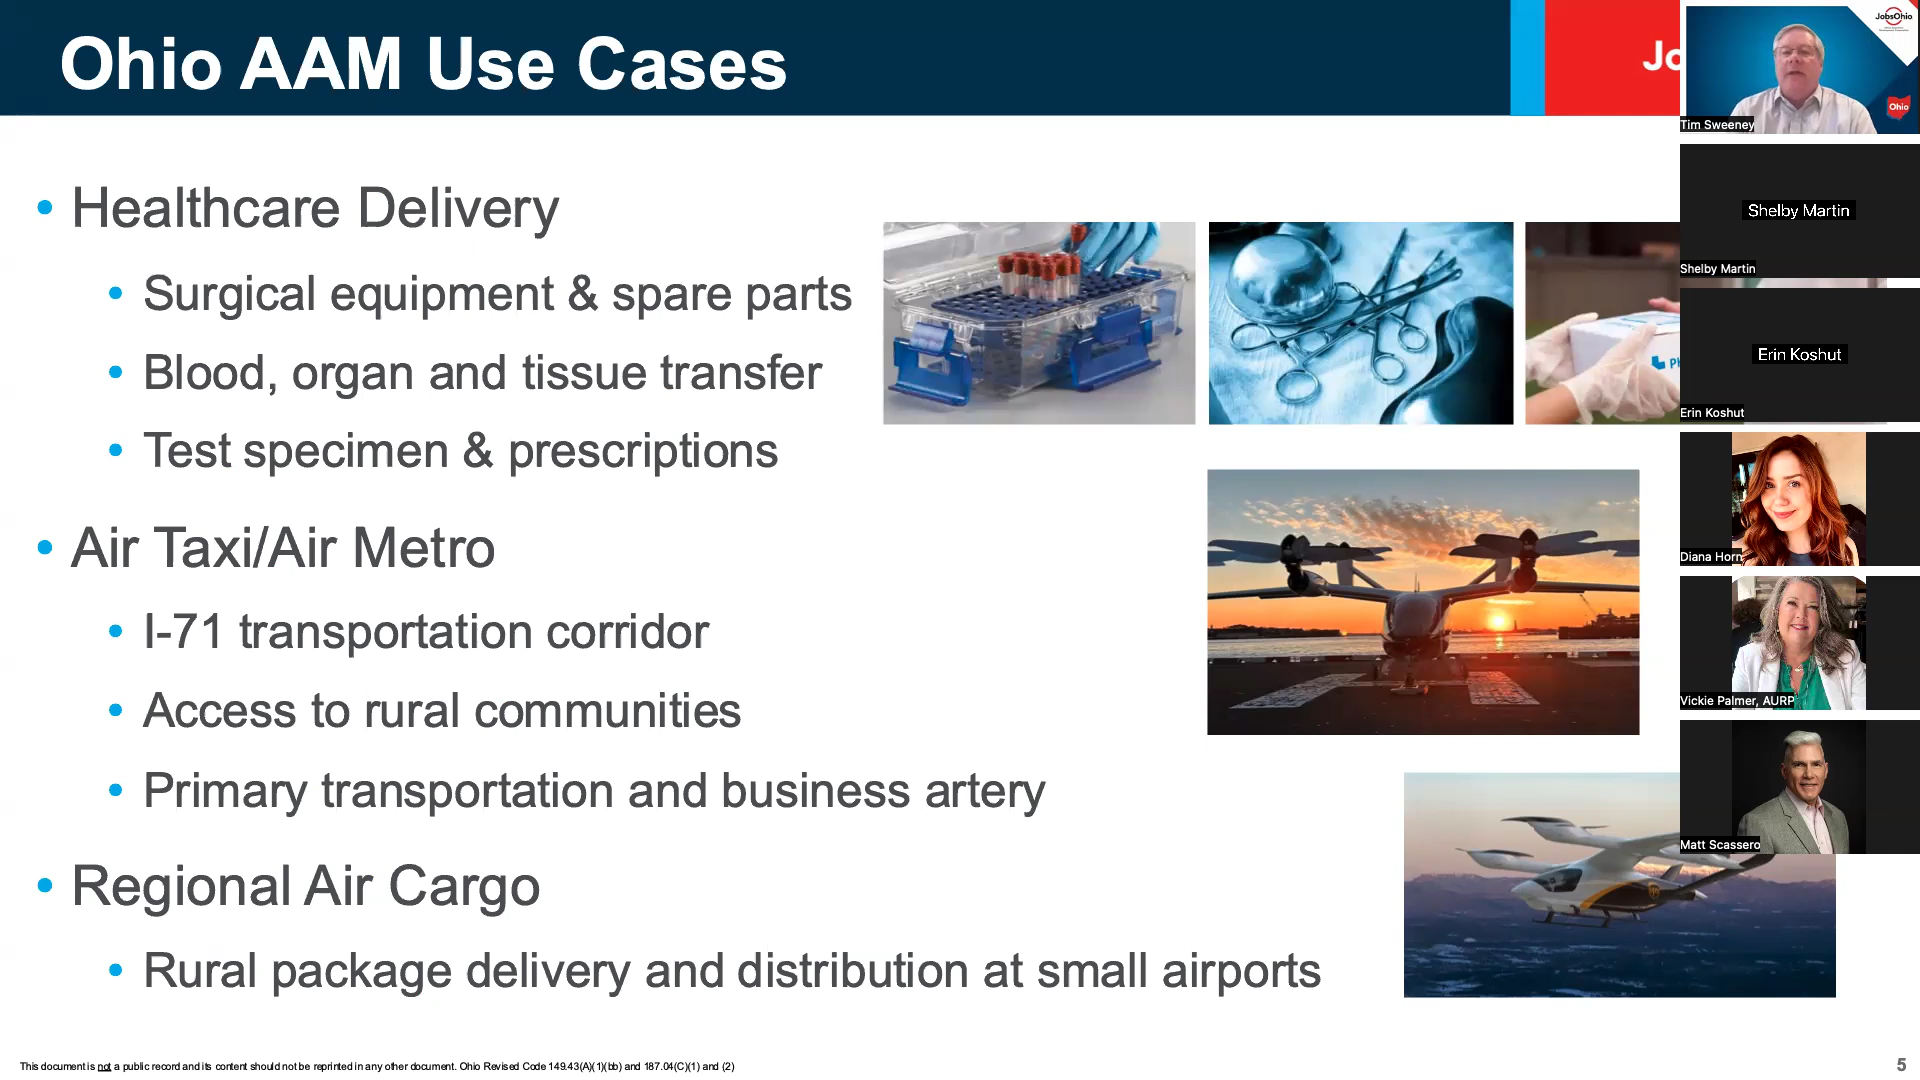 Ohio AAM Use Cases
JobsOhio
Ohio
Tim Sweeney
• Healthcare Delivery
• Surgical equipment & spare parts
• Blood, organ and tissue transfer
• Test specimen & prescriptions
• Air Taxi/Air Metro
• I-71 transportation corridor
• Access to rural communities
• Primary transportation and business artery
• Regional Air Cargo
• Rural package delivery and distribution at small airports
Shelby Martin
Shelby Martin
Erin Koshut
Erin Koshut
Diana Horn
Vickie Palmer, AURP
Matt Scassero
This document is not a public record and its content should not be reprinted in any other document. Ohio Revised Code 149.43(A)(1)(bb) and 187.04(C)(1) and (2)
5